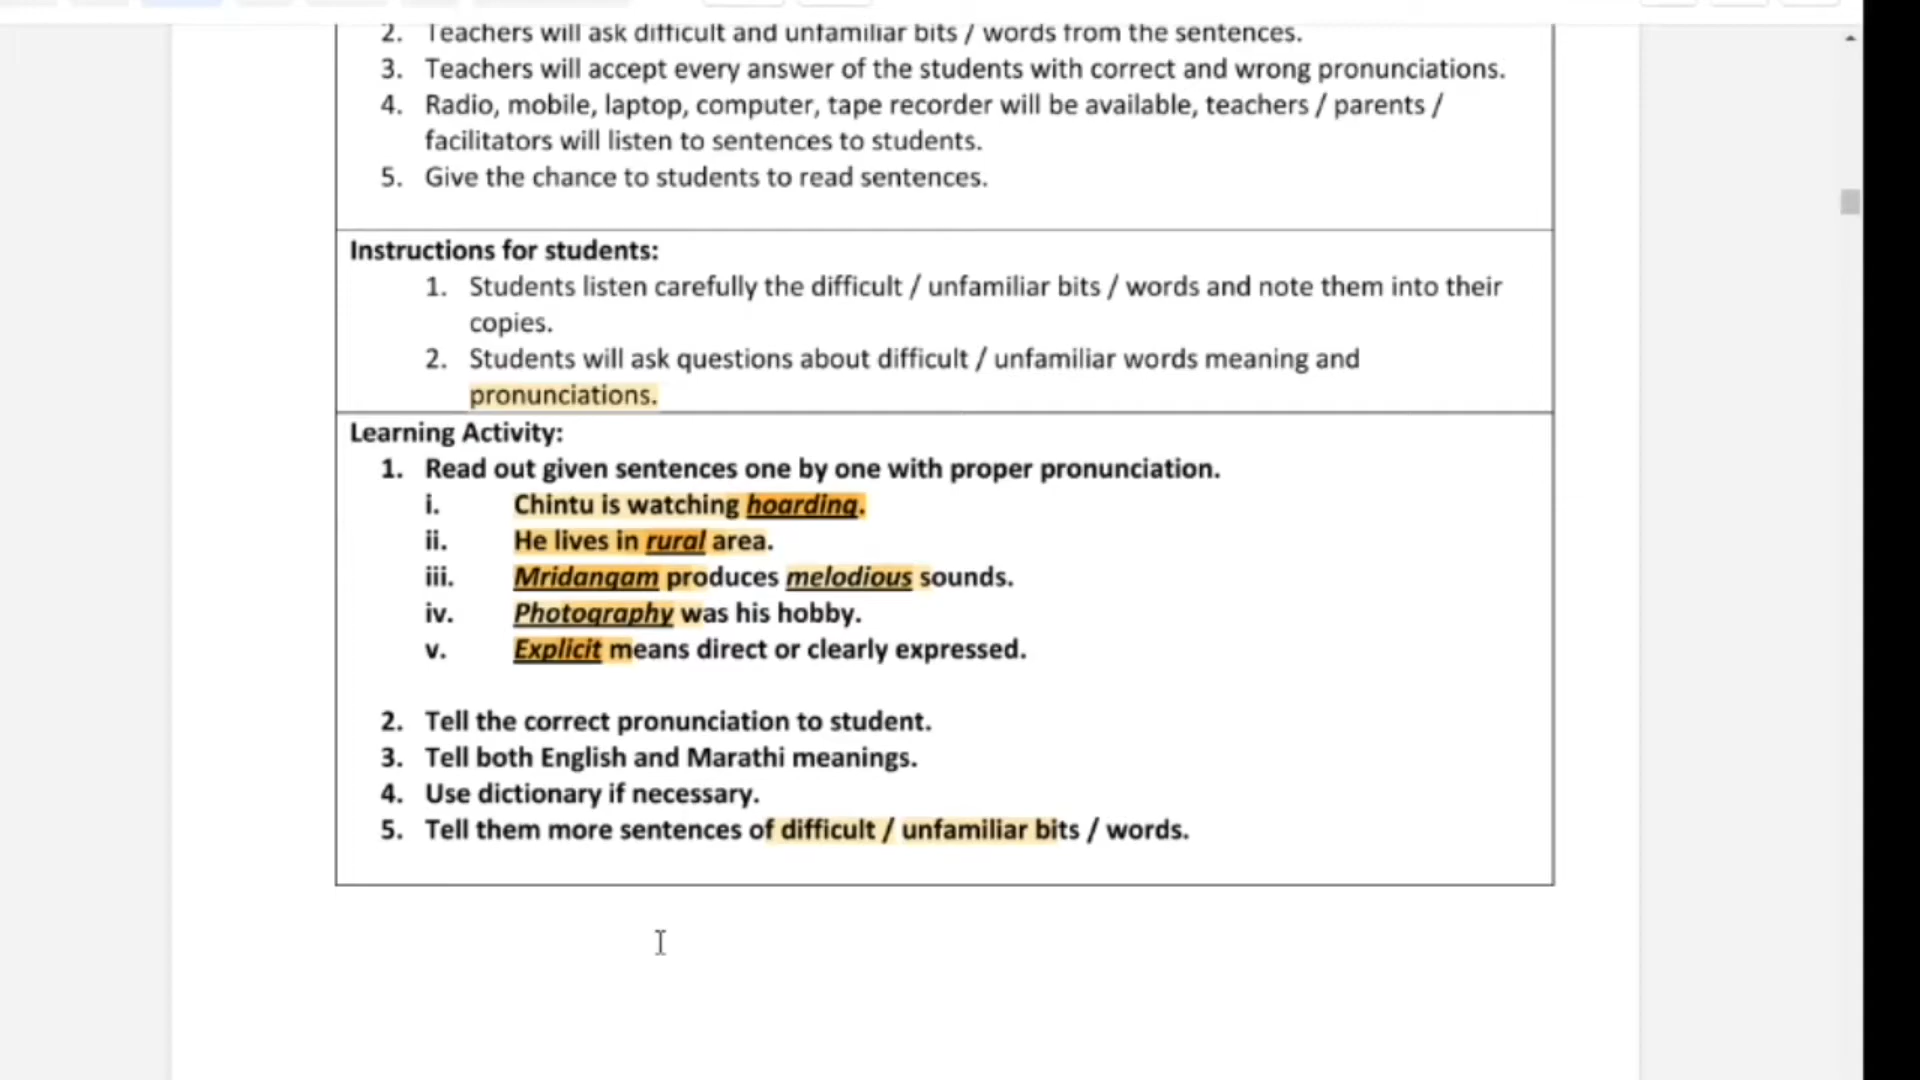 2. Teachers will ask difficult and unfamiliar bits / words from the sentences.
3. Teachers will accept every answer of the students with correct and wrong pronunciations.
4. Radio, mobile, laptop, computer, tape recorder will be available, teachers / parents /
facilitators will listen to sentences to students.
5. Give the chance to students to read sentences.
Instructions for students:
1. Students listen carefully the difficult / unfamiliar bits / words and note them into their
copies.
2. Students will ask questions about difficult / unfamiliar words meaning and
pronunciations.
Learning Activity:
1. Read out given sentences one by one with proper pronunciation.
i. Chintu is watching hoarding.
ii. He lives in rural area.
iii. Mridangam produces melodious sounds.
iv. Photography was his hobby.
v. Explicit means direct or clearly expressed.
2. Tell the correct pronunciation to student.
3. Tell both English and Marathi meanings.
4. Use dictionary if necessary.
5. Tell them more sentences of difficult / unfamiliar bits / words.